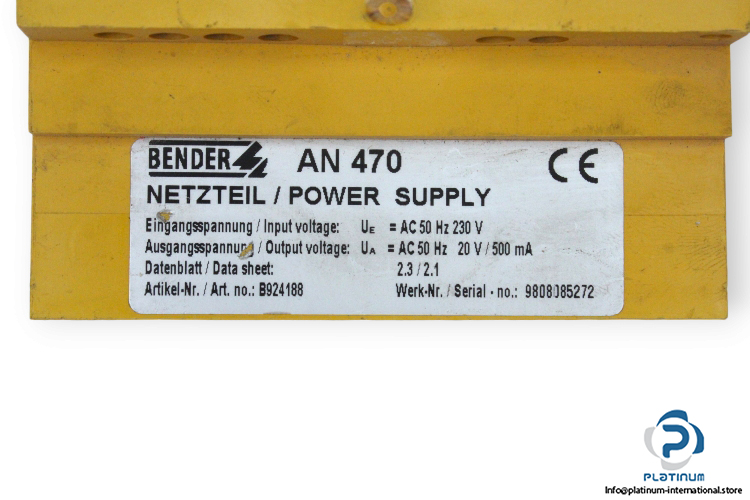 BENDER AN 470 CE
NETZTEIL / POWER SUPPLY
Eingangsspannung / Input voltage: UE = AC 50 Hz 230 V
Ausgangsspannung / Output voltage: UA = AC 50 Hz 20 V / 500 mA
Datenblatt / Data sheet: 2.3 / 2.1
Artikel-Nr. / Art. no.: B924188 Werk-Nr. / Serial - no.: 9808085272
PLATINUM
Info@platinum-international.store